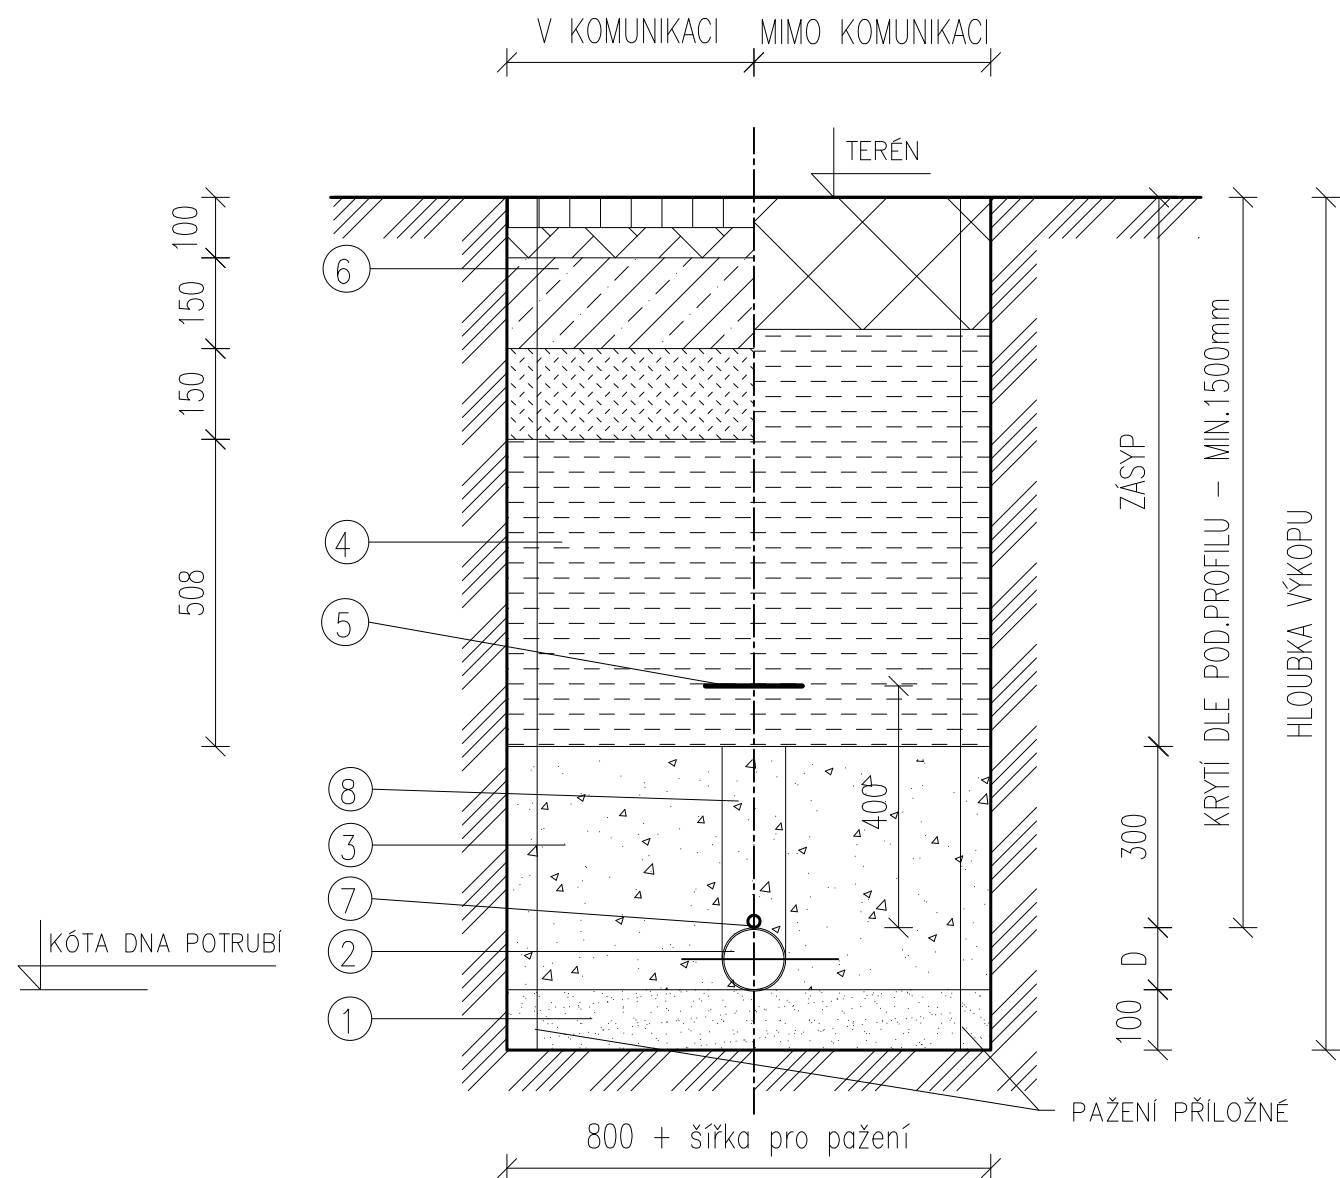 V KOMUNIKACI
MIMO KOMUNIKACI
TERÉN
100
150
150
508
6
4
5
8
3
7
2
1
400
ZÁSYP
300
D
100
KRYTÍ DLE POD.PROFILU – MIN.1500mm
HLOUBKA VÝKOPU
KÓTA DNA POTRUBÍ
PAŽENÍ PŘÍLOŽNÉ
800 + šířka pro pažení